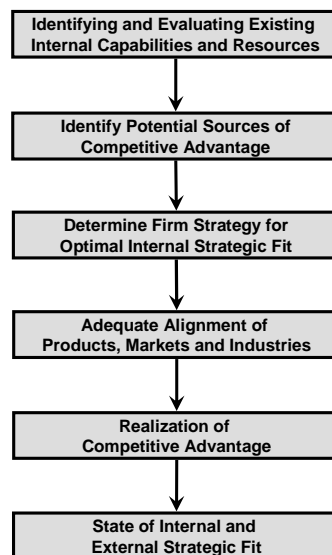 Identifying and Evaluating Existing
Internal Capabilities and Resources
Identify Potential Sources of
Competitive Advantage
Determine Firm Strategy for
Optimal Internal Strategic Fit
Adequate Alignment of
Products, Markets and Industries
Realization of
Competitive Advantage
State of Internal and
External Strategic Fit